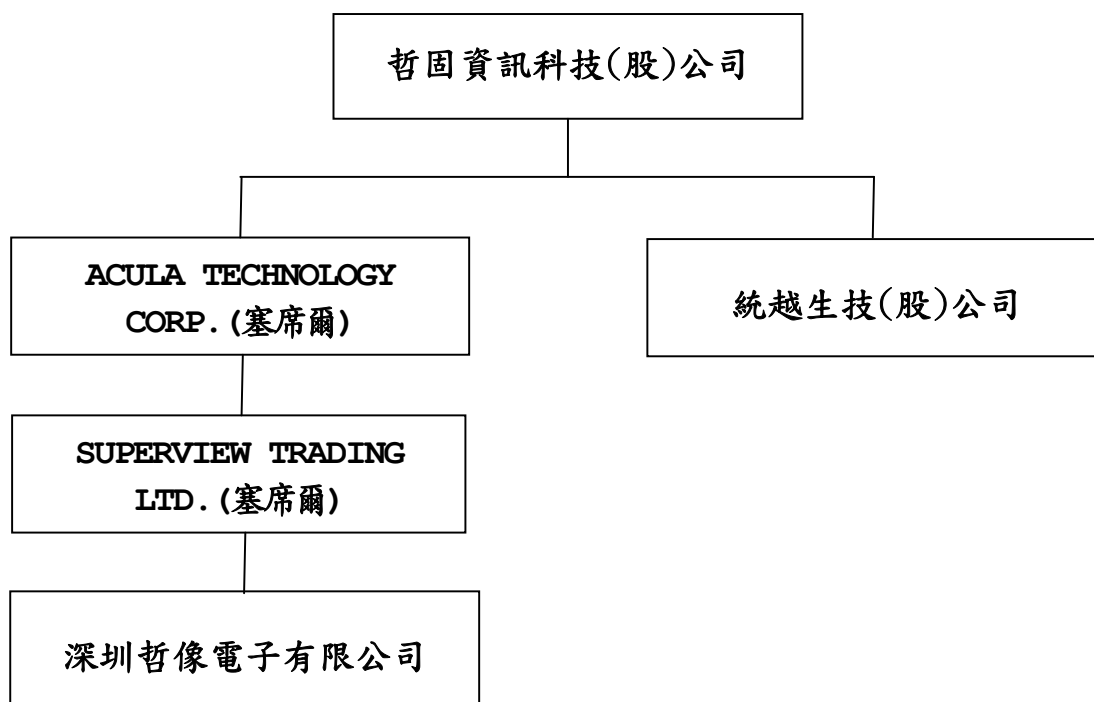 哲固資訊科技(股)公司
ACULA TECHNOLOGY
CORP.(塞席爾)
統越生技(股)公司
SUPERVIEW TRADING
LTD.(塞席爾)
深圳哲像電子有限公司